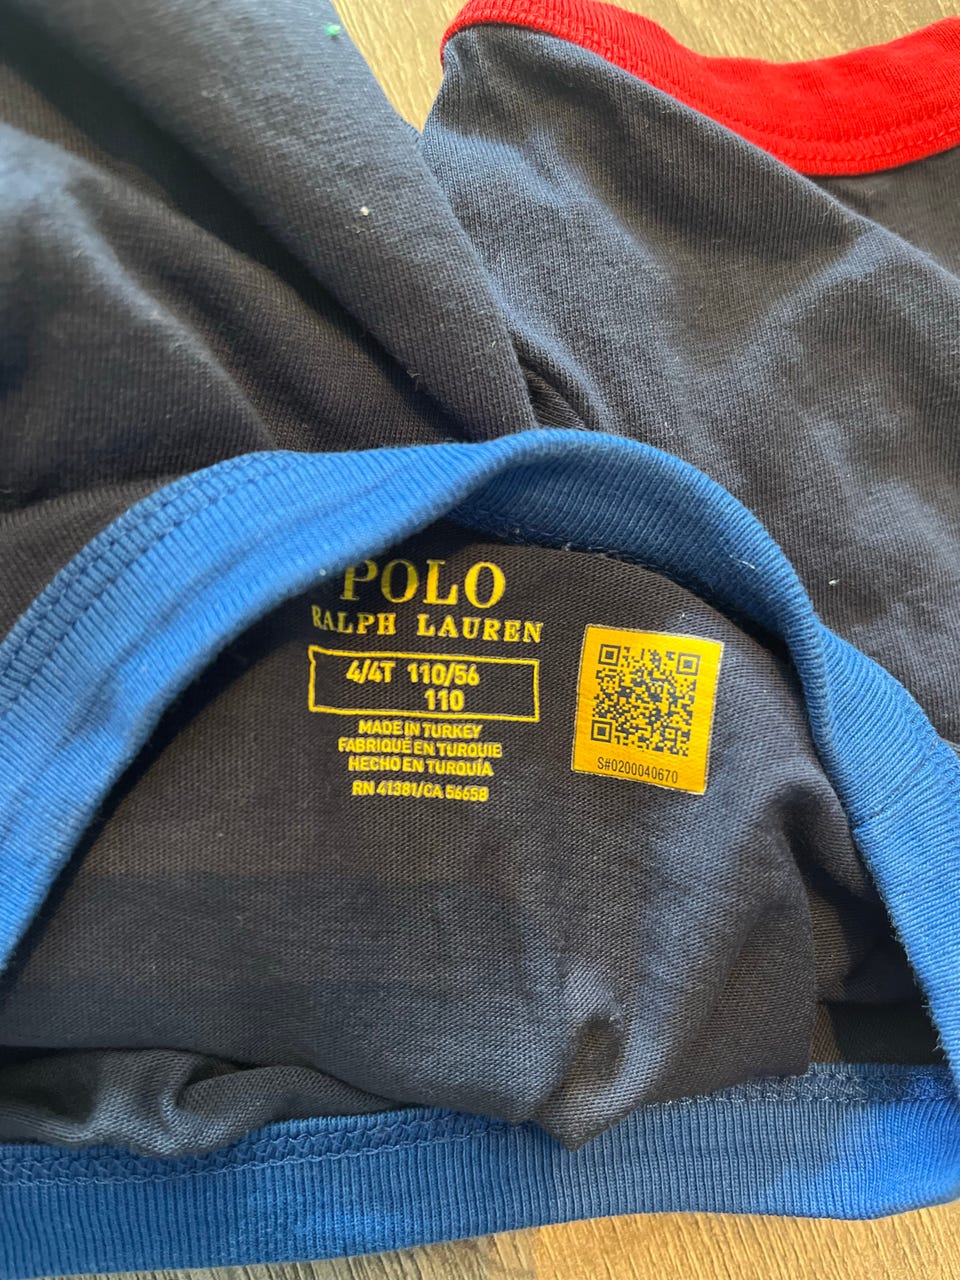 POLO
RALPH LAUREN
4/4T 110/56
110
MADE IN TURKEY
FABRIQUÉ EN TURQUIE
HECHO EN TURQUÍA
RN 41381/CA 56658
S#0200040670